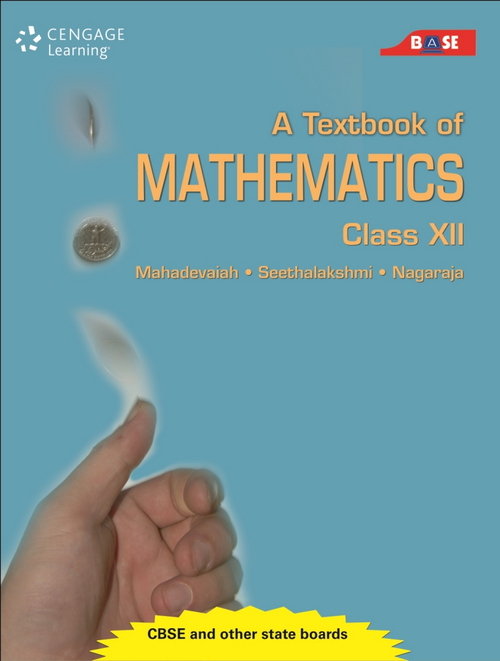 CENGAGE
Learning
BASE
A Textbook of
MATHEMATICS
Class XII
Mahadevaiah • Seethalakshmi • Nagaraja
CBSE and other state boards